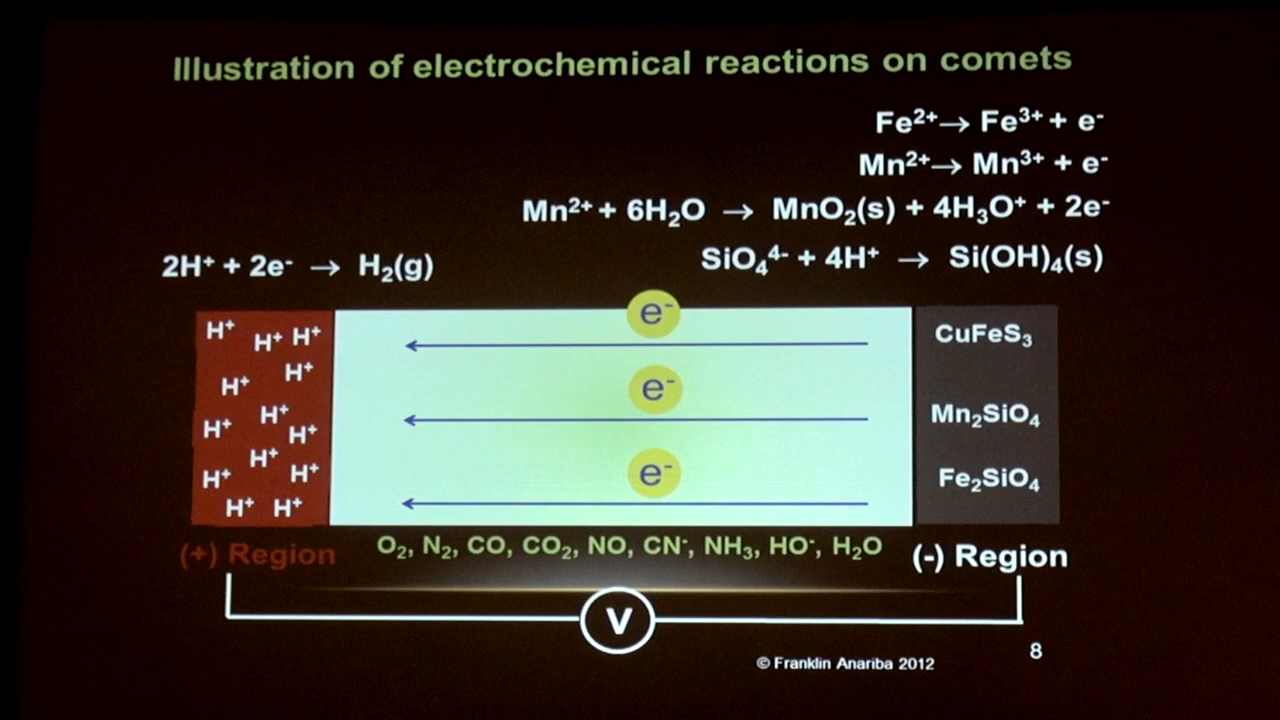 Illustration of electrochemical reactions on comets
Fe²⁺→ Fe³⁺ + e⁻
Mn²⁺→ Mn³⁺ + e⁻
Mn²⁺ + 6H₂O → MnO₂(s) + 4H₃O⁺ + 2e⁻
2H⁺ + 2e⁻ → H₂(g)
SiO₄⁴⁻ + 4H⁺ → Si(OH)₄(s)
H⁺
H⁺ H⁺
H⁺
H⁺
H⁺
H⁺
H⁺
H⁺
H⁺
H⁺
H⁺ H⁺
e⁻
e⁻
e⁻
CuFeS₃
Mn₂SiO₄
Fe₂SiO₄
(+) Region
O₂, N₂, CO, CO₂, NO, CN⁻, NH₃, HO⁻, H₂O
(-) Region
V
© Franklin Anariba 2012
8